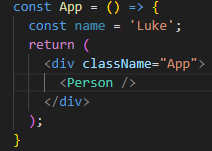 const App = () => {
  const name = 'Luke';
  return (
    <div className="App">
      <Person />
    </div>
  );
}